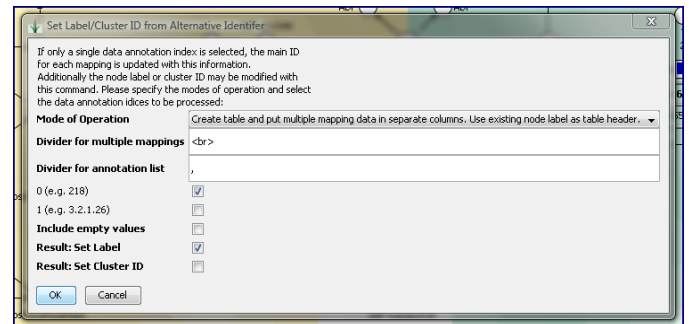 Set Label/Cluster ID from Alternative Identifer
If only a single data annotation index is selected, the main ID
for each mapping is updated with this information.
Additionally the node label or cluster ID may be modified with
this command. Please specify the modes of operation and select
the data annotation idices to be processed:
Mode of Operation Create table and put multiple mapping data in separate columns. Use existing node label as table header.
Divider for multiple mappings <br>
Divider for annotation list ,
0 (e.g. 218)
1 (e.g. 3.2.1.26)
Include empty values
Result: Set Label
Result: Set Cluster ID
OK Cancel